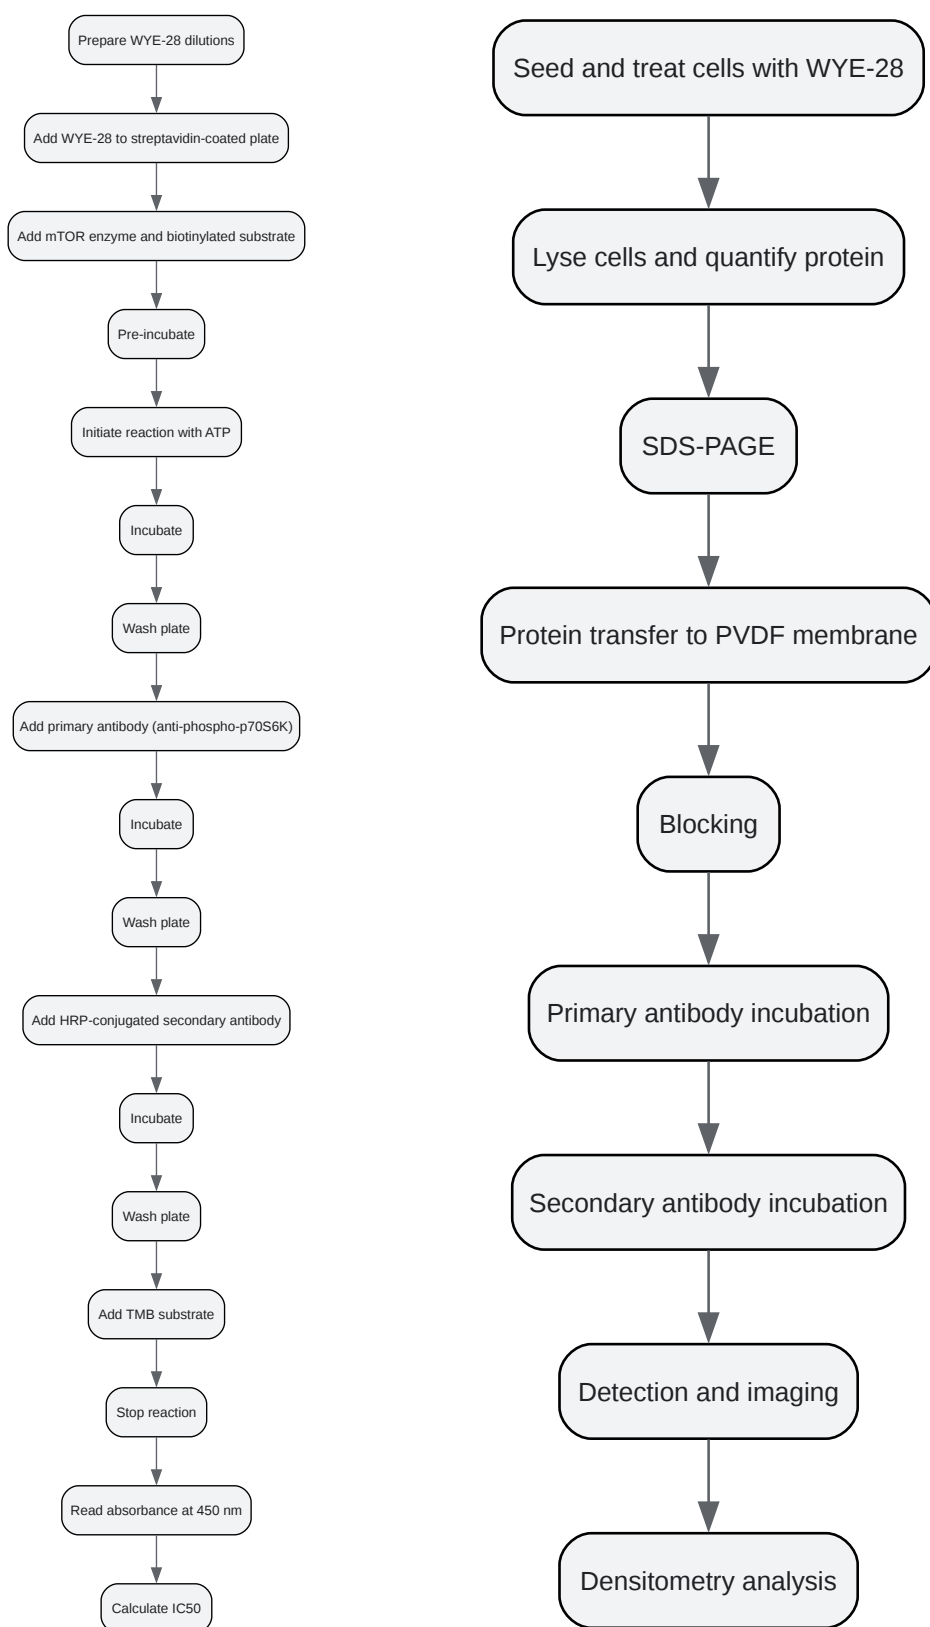 Prepare WYE-28 dilutions
Add WYE-28 to streptavidin-coated plate
Add mTOR enzyme and biotinylated substrate
Pre-incubate
Initiate reaction with ATP
Incubate
Wash plate
Add primary antibody (anti-phospho-p70S6K)
Incubate
Wash plate
Add HRP-conjugated secondary antibody
Incubate
Wash plate
Add TMB substrate
Stop reaction
Read absorbance at 450 nm
Calculate IC50
Seed and treat cells with WYE-28
Lyse cells and quantify protein
SDS-PAGE
Protein transfer to PVDF membrane
Blocking
Primary antibody incubation
Secondary antibody incubation
Detection and imaging
Densitometry analysis